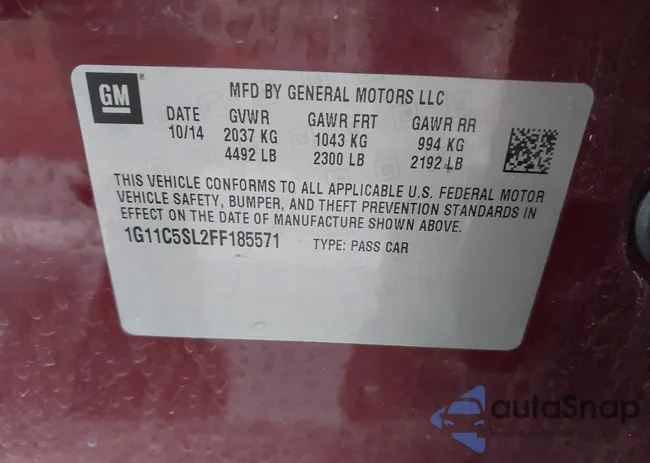 GM
MFD BY GENERAL MOTORS LLC
DATE GVWR GAWR FRT GAWR RR
10/14 2037 KG 1043 KG 994 KG
4492 LB 2300 LB 2192 LB
THIS VEHICLE CONFORMS TO ALL APPLICABLE U.S. FEDERAL MOTOR
VEHICLE SAFETY, BUMPER, AND THEFT PREVENTION STANDARDS IN
EFFECT ON THE DATE OF MANUFACTURE SHOWN ABOVE.
1G11C5SL2FF185571 TYPE: PASS CAR
autoSnap